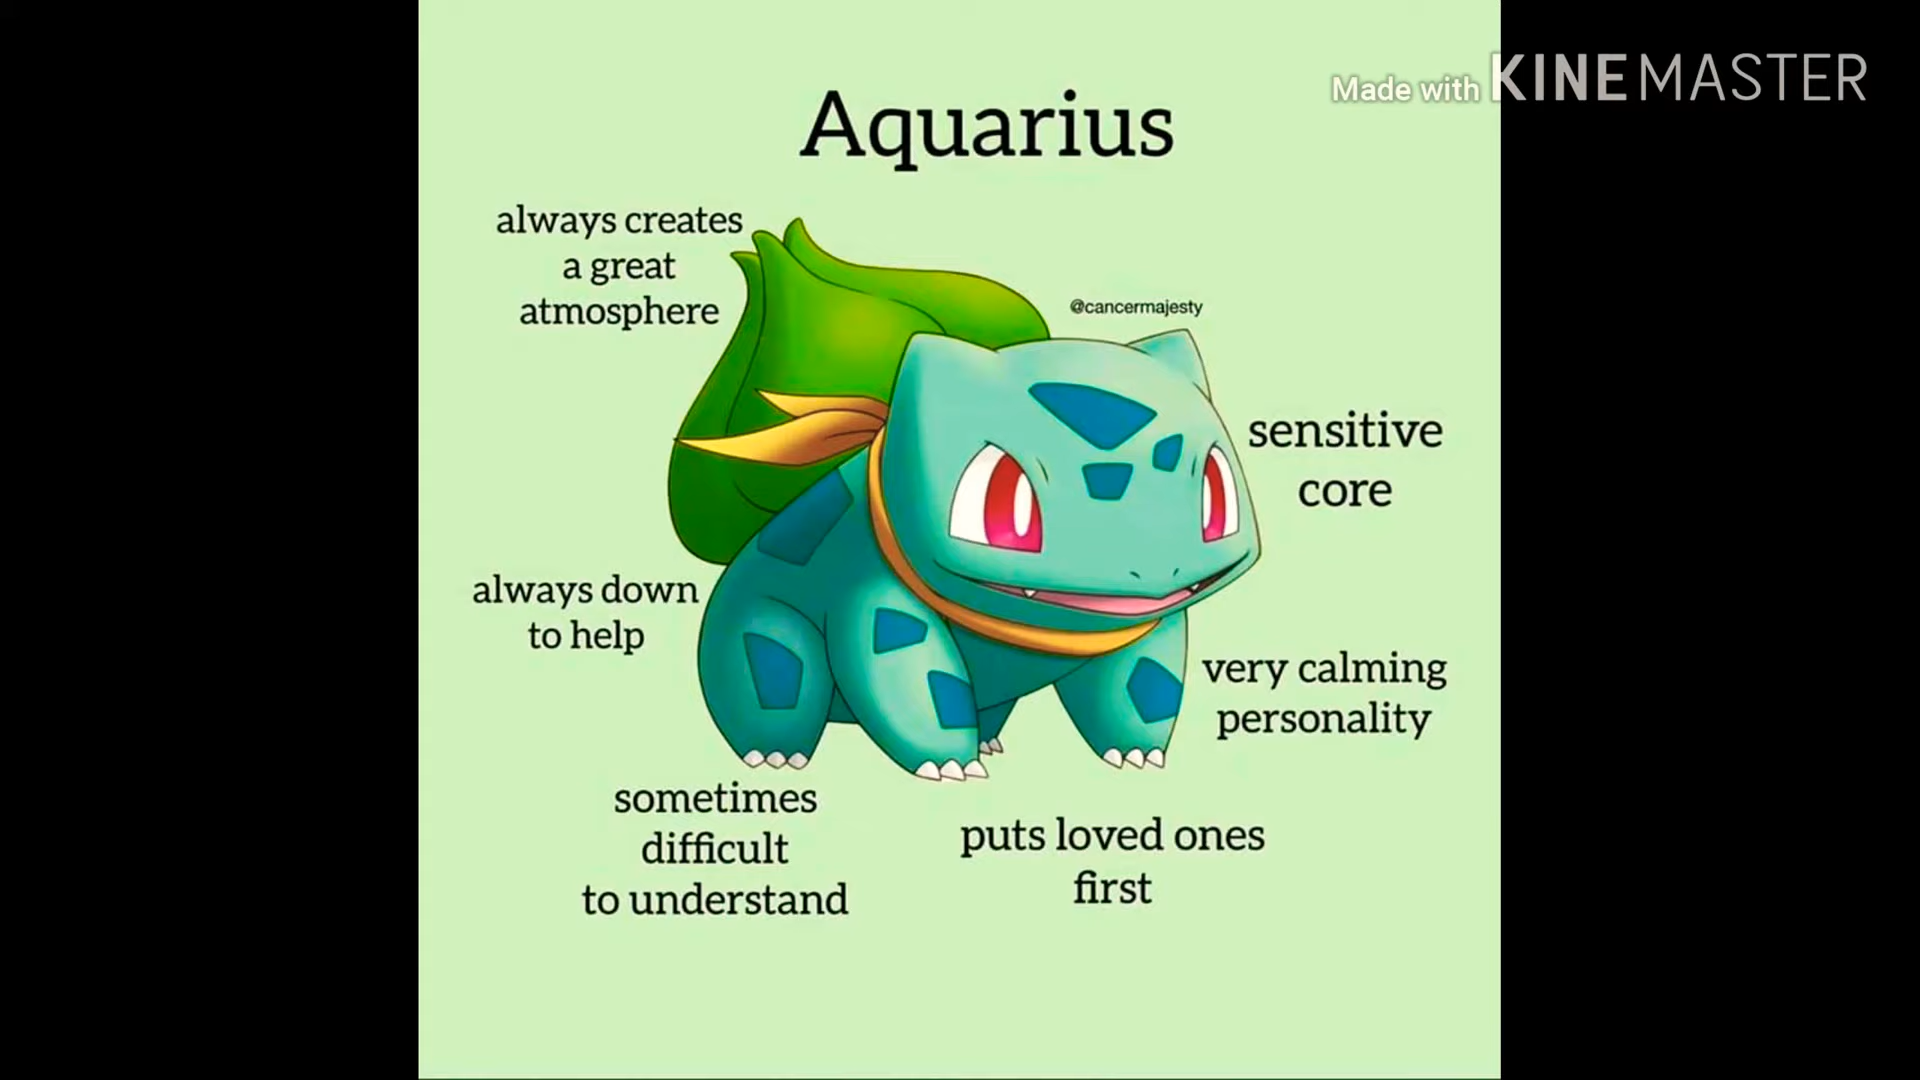 Made with KINEMASTER
Aquarius
always creates
a great
atmosphere
@cancermajesty
sensitive
core
always down
to help
very calming
personality
sometimes
difficult
to understand
puts loved ones
first